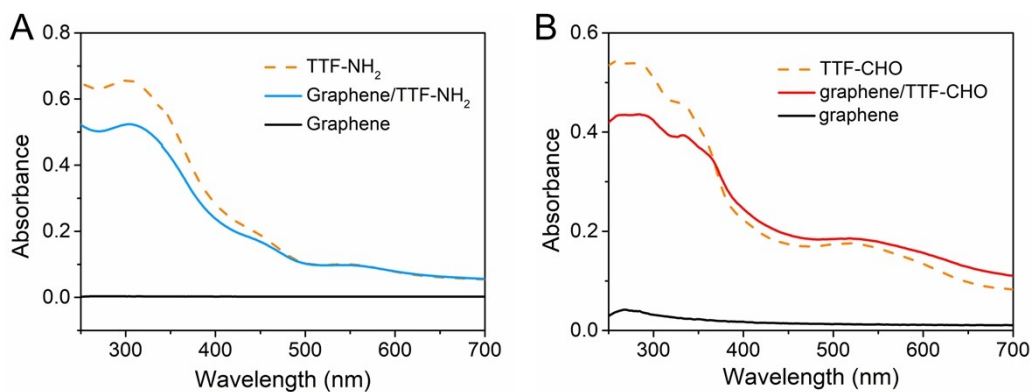 A
0.8
0.6
0.4
0.2
0.0
Absorbance
TTF-NH₂
Graphene/TTF-NH₂
Graphene
300 400 500 600 700
Wavelength (nm)
B
0.6
0.4
0.2
0.0
Absorbance
TTF-CHO
graphene/TTF-CHO
graphene
300 400 500 600 700
Wavelength (nm)